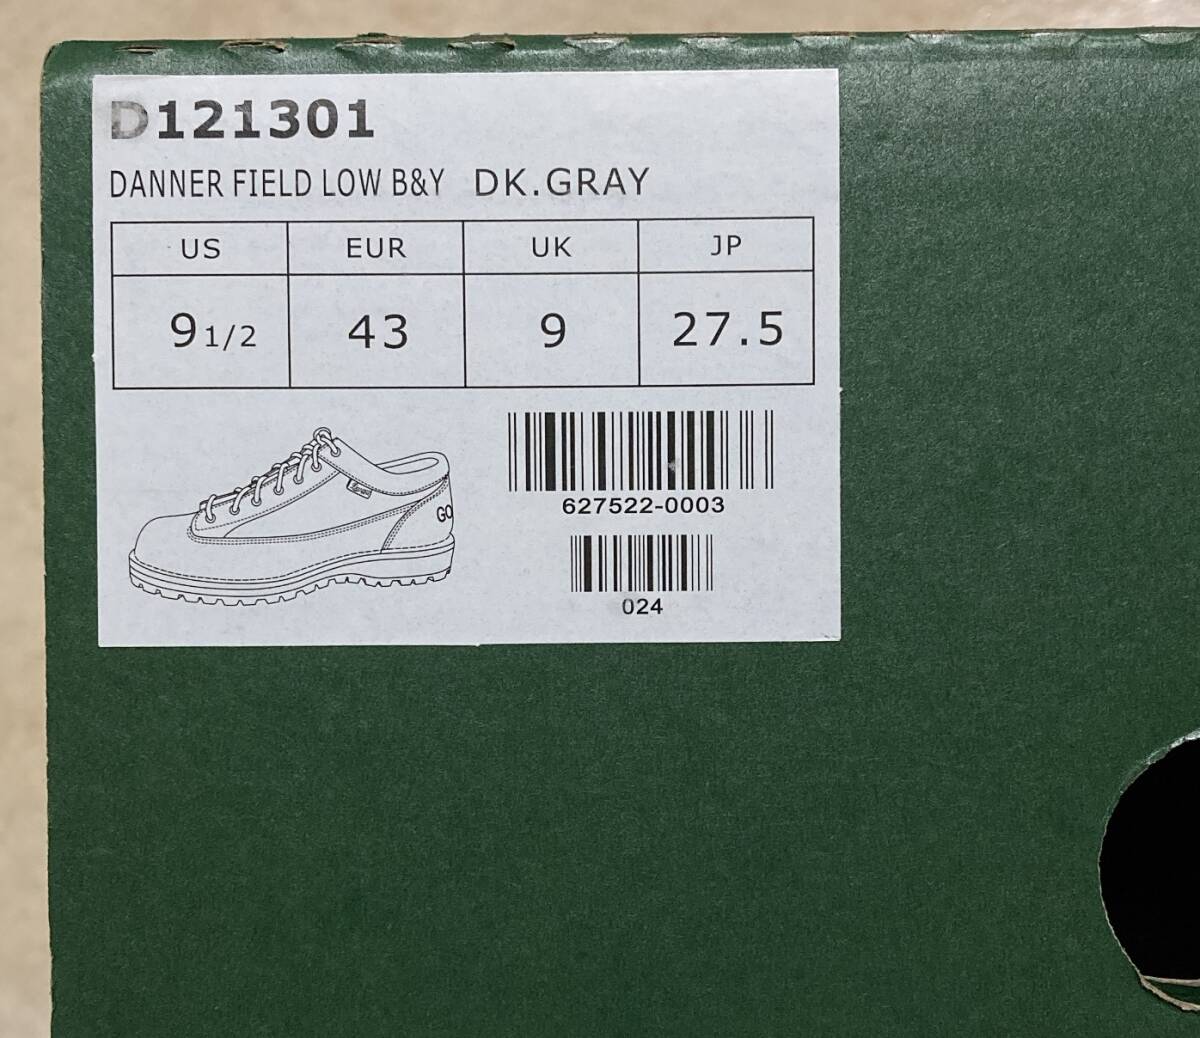 D121301
DANNER FIELD LOW B&Y DK.GRAY
US EUR UK JP
9 1/2 43 9 27.5
GO
627522-0003
024